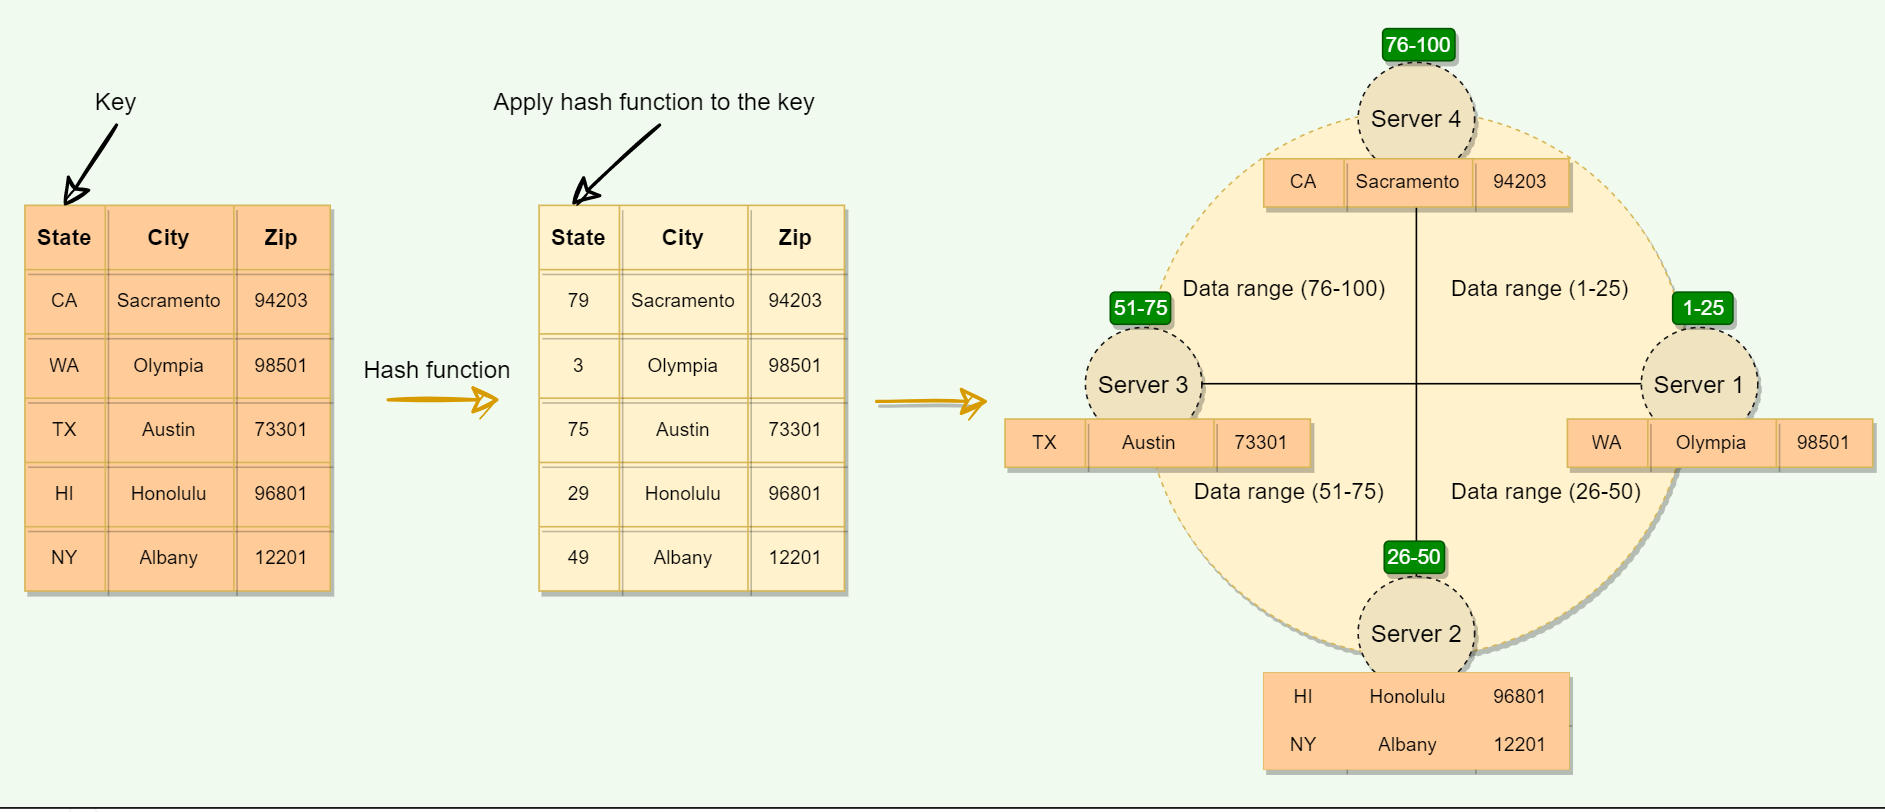 Key
State City Zip
CA Sacramento 94203
WA Olympia 98501
TX Austin 73301
HI Honolulu 96801
NY Albany 12201
Hash function
Apply hash function to the key
State City Zip
79 Sacramento 94203
3 Olympia 98501
75 Austin 73301
29 Honolulu 96801
49 Albany 12201
76-100
Server 4
CA Sacramento 94203
Data range (76-100) Data range (1-25)
51-75
Server 3
TX Austin 73301
1-25
Server 1
WA Olympia 98501
Data range (51-75) Data range (26-50)
26-50
Server 2
HI Honolulu 96801
NY Albany 12201